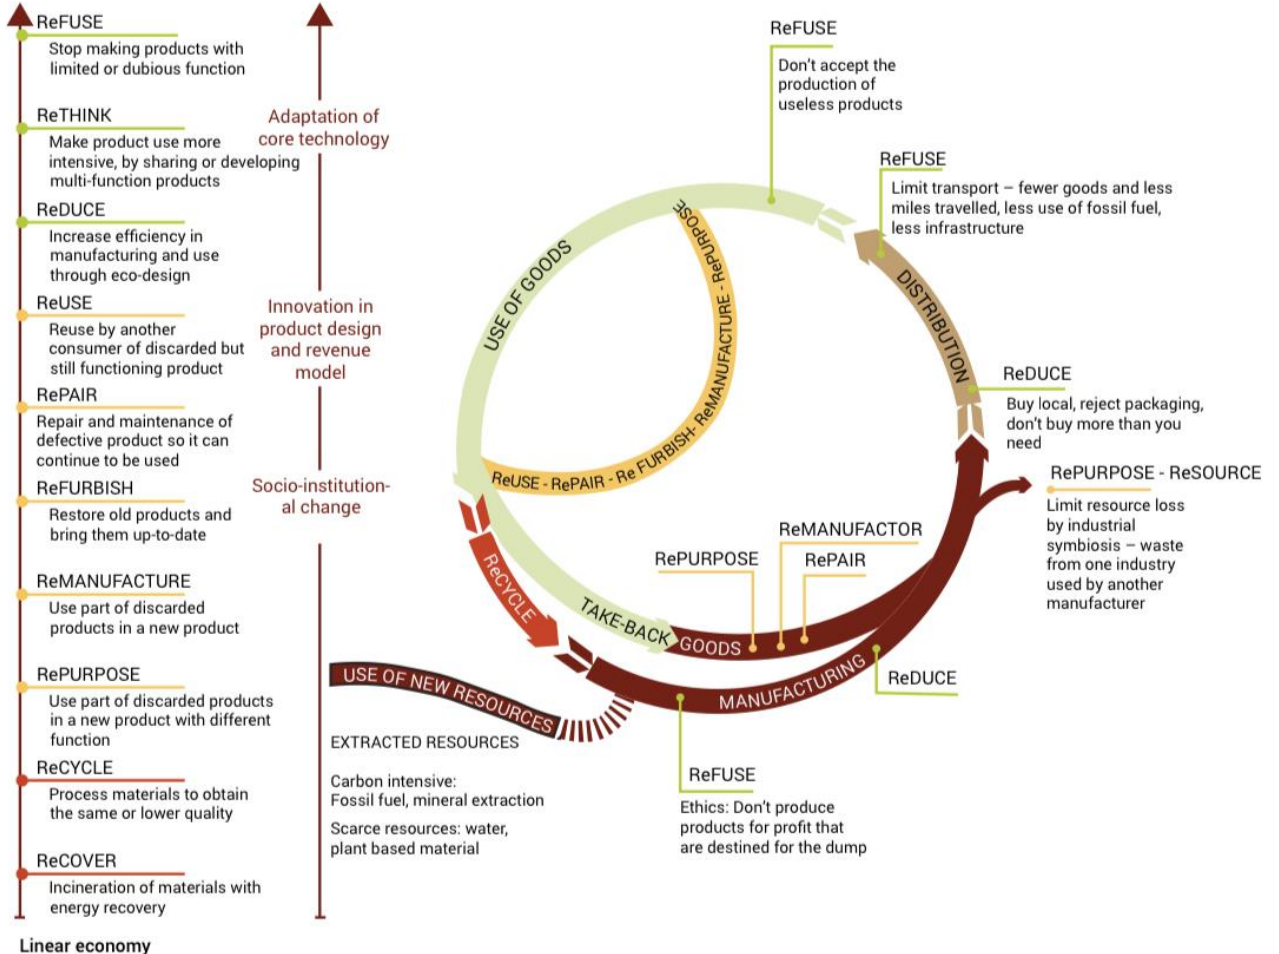 ReFUSE
Stop making products with
limited or dubious function
ReTHINK
Make product use more
intensive, by sharing or developing
multi-function products
ReDUCE
Increase efficiency in
manufacturing and use
through eco-design
ReUSE
Reuse by another
consumer of discarded but
still functioning product
RePAIR
Repair and maintenance of
defective product so it can
continue to be used
ReFURBISH
Restore old products and
bring them up-to-date
ReMANUFACTURE
Use part of discarded
products in a new product
RePURPOSE
Use part of discarded products
in a new product with different
function
ReCYCLE
Process materials to obtain
the same or lower quality
ReCOVER
Incineration of materials with
energy recovery
Linear economy
Adaptation of
core technology
Innovation in
product design
and revenue
model
Socio-institution-
al change
ReFUSE
Don't accept the
production of
useless products
ReFUSE
Limit transport – fewer goods and less
miles travelled, less use of fossil fuel,
less infrastructure
USE OF GOODS
DISTRIBUTION
ReUSE - RePAIR - Re FURBISH- ReMANUFACTURE - RePURPOSE
ReDUCE
Buy local, reject packaging,
don't buy more than you
need
RePURPOSE - ReSOURCE
Limit resource loss
by industrial
symbiosis – waste
from one industry
used by another
manufacturer
ReMANUFACTOR
RePURPOSE
RePAIR
ReCYCLE
TAKE-BACK
GOODS
MANUFACTURING
ReDUCE
USE OF NEW RESOURCES
EXTRACTED RESOURCES
Carbon intensive:
Fossil fuel, mineral extraction
Scarce resources: water,
plant based material
ReFUSE
Ethics: Don't produce
products for profit that
are destined for the dump